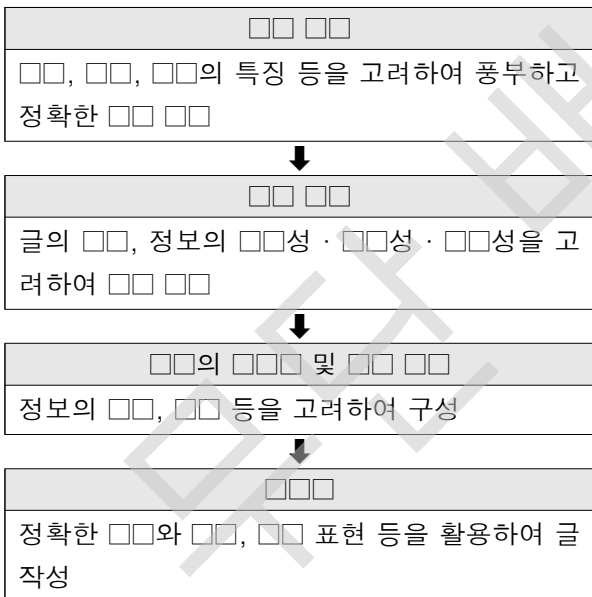 □□ □□
□□, □□, □□의 특징 등을 고려하여 풍부하고
정확한 □□ □□
□□ □□
글의 □□, 정보의 □□성 · □□성 · □□성을 고
려하여 □□ □□
□□의 □□□ 및 □□ □□
정보의 □□, □□ 등을 고려하여 구성
□□□
정확한 □□와 □□, □□ 표현 등을 활용하여 글
작성